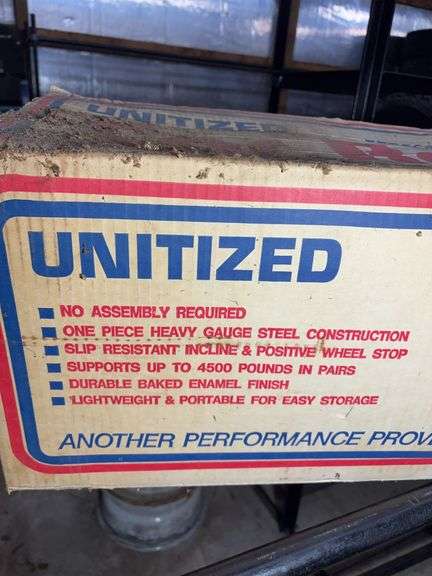 UNITIZED
UNITIZED
NO ASSEMBLY REQUIRED
ONE PIECE HEAVY GAUGE STEEL CONSTRUCTION
SLIP RESISTANT INCLINE & POSITIVE WHEEL STOP
SUPPORTS UP TO 4500 POUNDS IN PAIRS
DURABLE BAKED ENAMEL FINISH
LIGHTWEIGHT & PORTABLE FOR EASY STORAGE
ANOTHER PERFORMANCE PROV